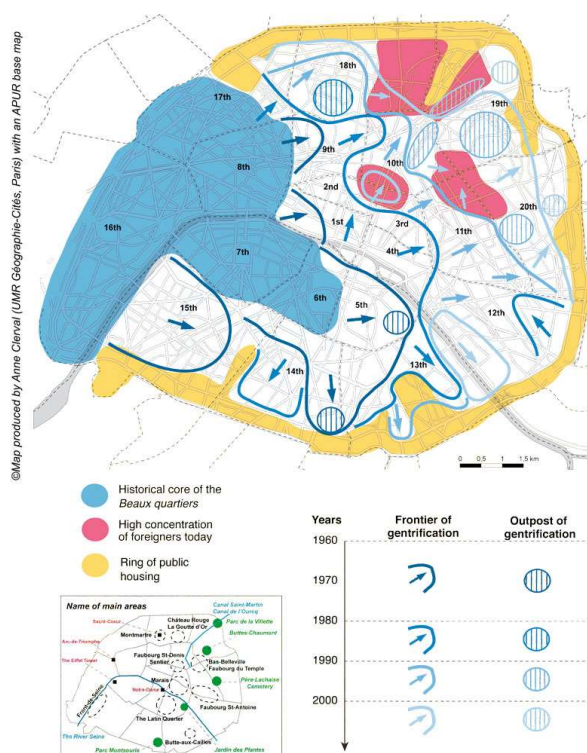 ©Map produced by Anne Clerval (UMR Géographie-Cités, Paris) with an APUR base map
18th
19th
17th
9th
10th
8th
2nd
20th
16th
1st
3rd
11th
7th
4th
6th
5th
15th
12th
14th
13th
0 0,5 1 1,5 km
Historical core of the
Beaux quartiers
High concentration
of foreigners today
Ring of public
housing
Years
Frontier of
gentrification
Outpost of
gentrification
1960
1970
1980
1990
2000
Name of main areas
Canal Saint-Martin
Canal de l'Ourcq
Château Rouge
La Goutte d'Or
Parc de la Villette
Sacré-Coeur
Montmartre
Buttes Chaumont
Arc-de-Triomphe
Faubourg St-Denis
Sentier
Bas-Belleville
Faubourg du Temple
The Eiffel Tower
Marais
Père-Lachaise
Cemetery
Notre-Dame
Front-de-Seine
Faubourg St-Antoine
The Latin Quarter
The River Seine
Butte-aux-Cailles
Parc Montsouris
Jardin des Plantes